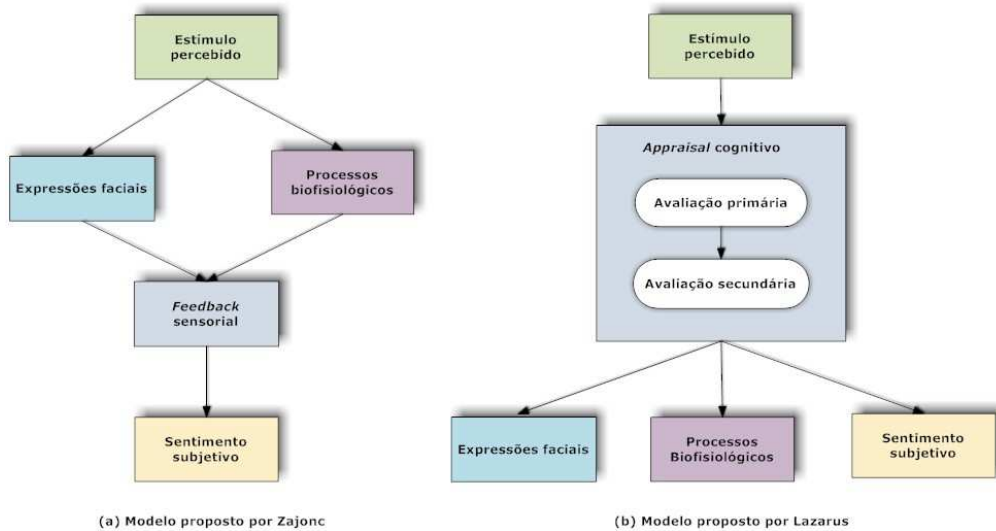 Estímulo
percebido
Expressões faciais
Processos
biofisiológicos
Feedback
sensorial
Sentimento
subjetivo
(a) Modelo proposto por Zajonc
Estímulo
percebido
Appraisal cognitivo
Avaliação primária
Avaliação secundária
Expressões faciais
Processos
Biofisiológicos
Sentimento
subjetivo
(b) Modelo proposto por Lazarus